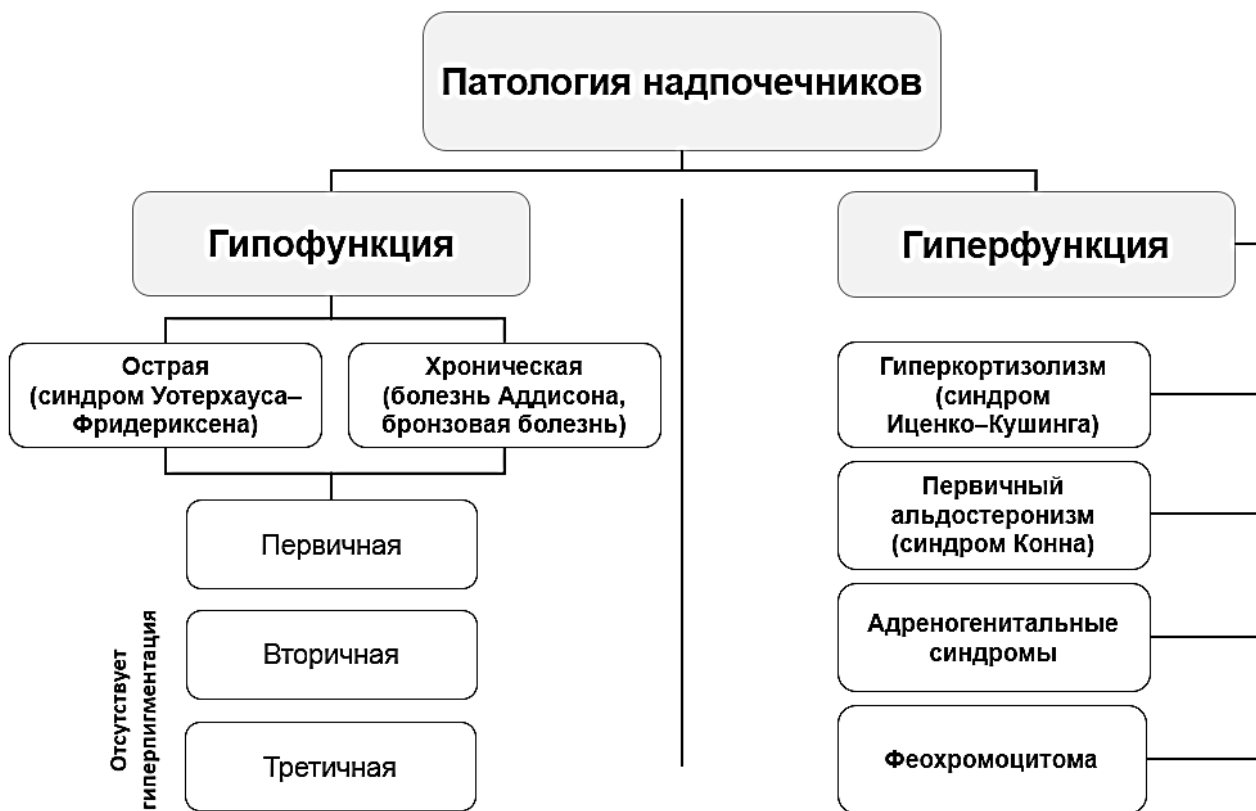 Патология надпочечников
Гипофункция
Гиперфункция
Острая
(синдром Уотерхауса–
Фридериксена)
Хроническая
(болезнь Аддисона,
бронзовая болезнь)
Первичная
Вторичная
Третичная
Отсутствует
гиперпигментация
Гиперкортизолизм
(синдром
Иценко–Кушинга)
Первичный
альдостеронизм
(синдром Конна)
Адреногенитальные
синдромы
Феохромоцитома